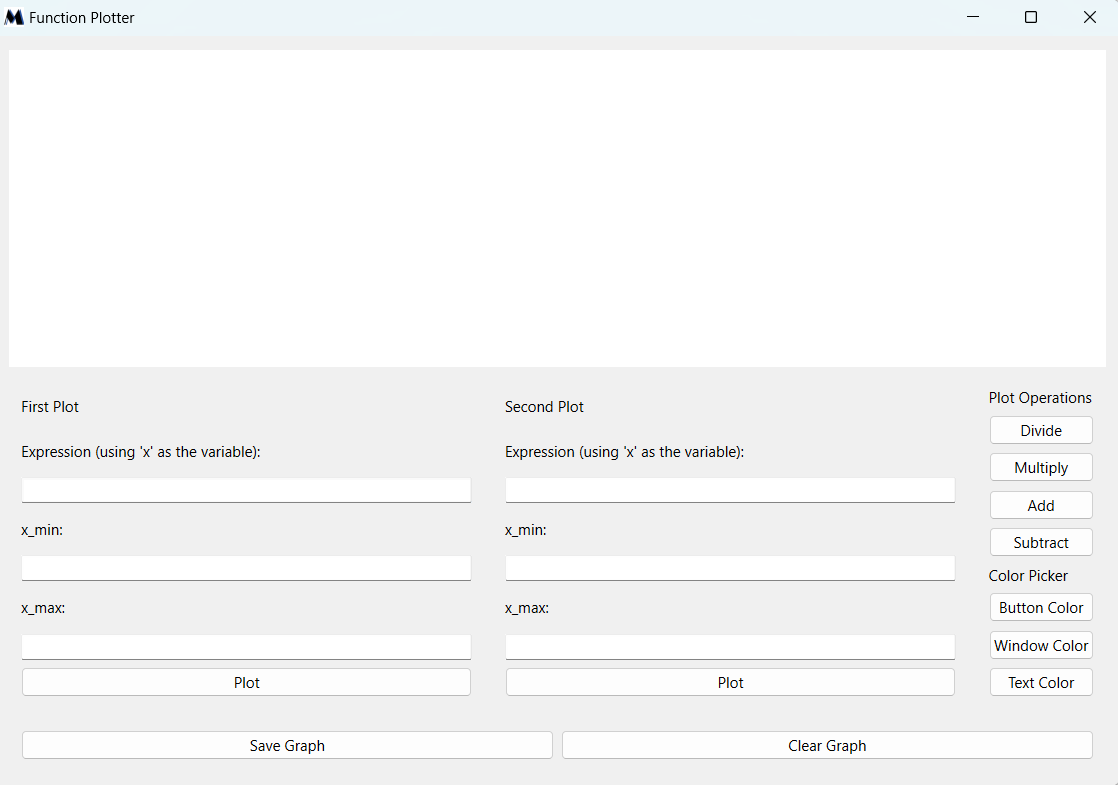 Function Plotter
First Plot
Expression (using 'x' as the variable):
x_min:
x_max:
Plot
Second Plot
Expression (using 'x' as the variable):
x_min:
x_max:
Plot
Plot Operations
Divide
Multiply
Add
Subtract
Color Picker
Button Color
Window Color
Text Color
Save Graph
Clear Graph